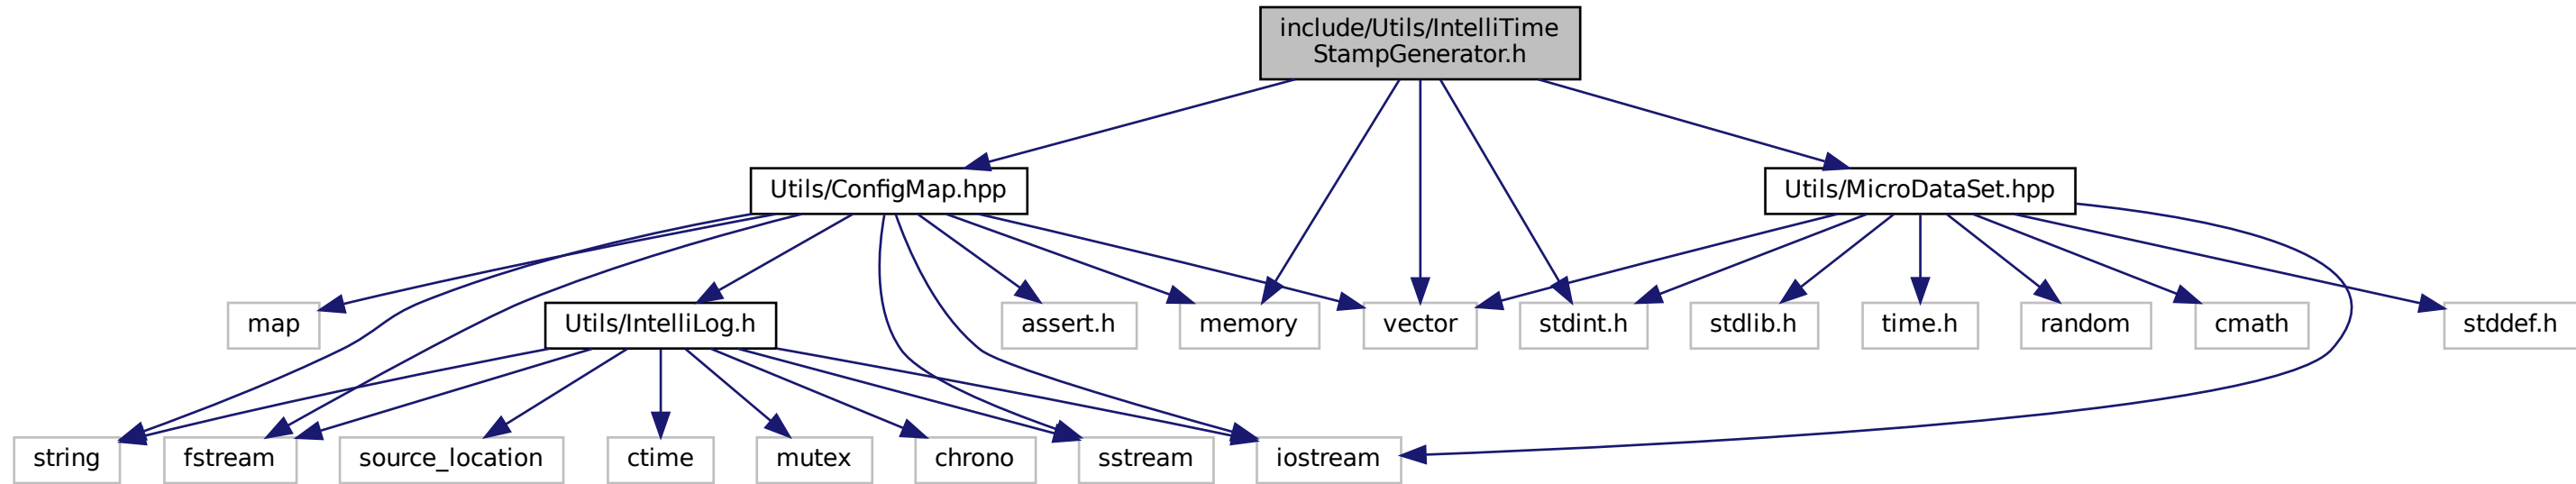 include/Utils/IntelliTime
StampGenerator.h
Utils/ConfigMap.hpp
Utils/MicroDataSet.hpp
map
Utils/IntelliLog.h
assert.h
memory
vector
stdint.h
stdlib.h
time.h
random
cmath
stddef.h
string
fstream
source_location
ctime
mutex
chrono
sstream
iostream